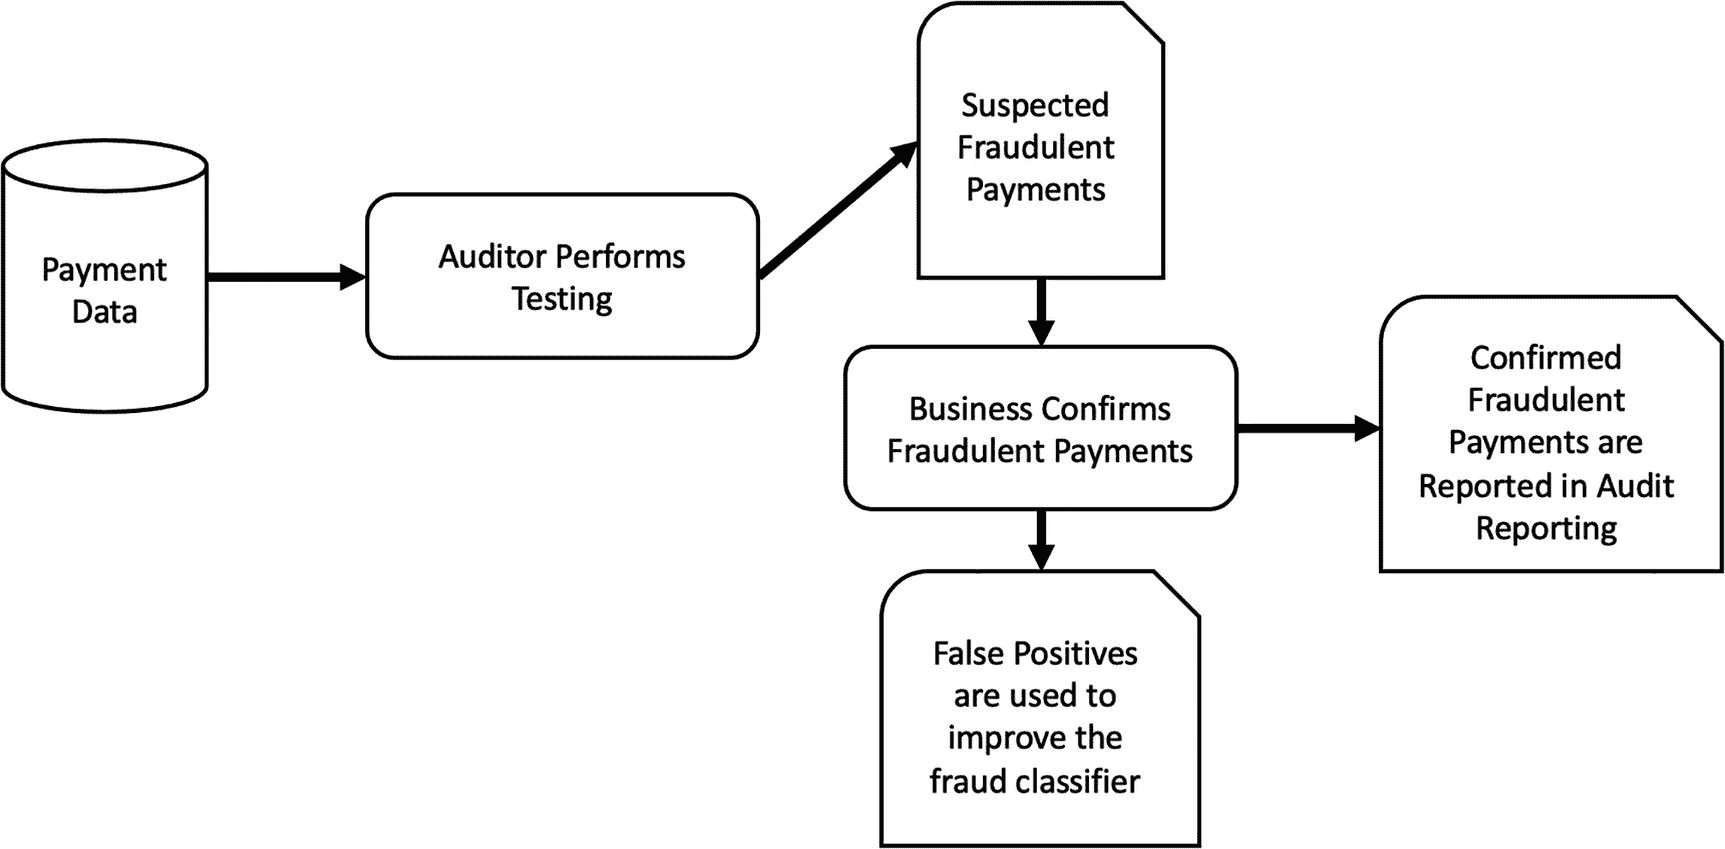 Payment
Data
Auditor Performs
Testing
Suspected
Fraudulent
Payments
Business Confirms
Fraudulent Payments
Confirmed
Fraudulent
Payments are
Reported in Audit
Reporting
False Positives
are used to
improve the
fraud classifier